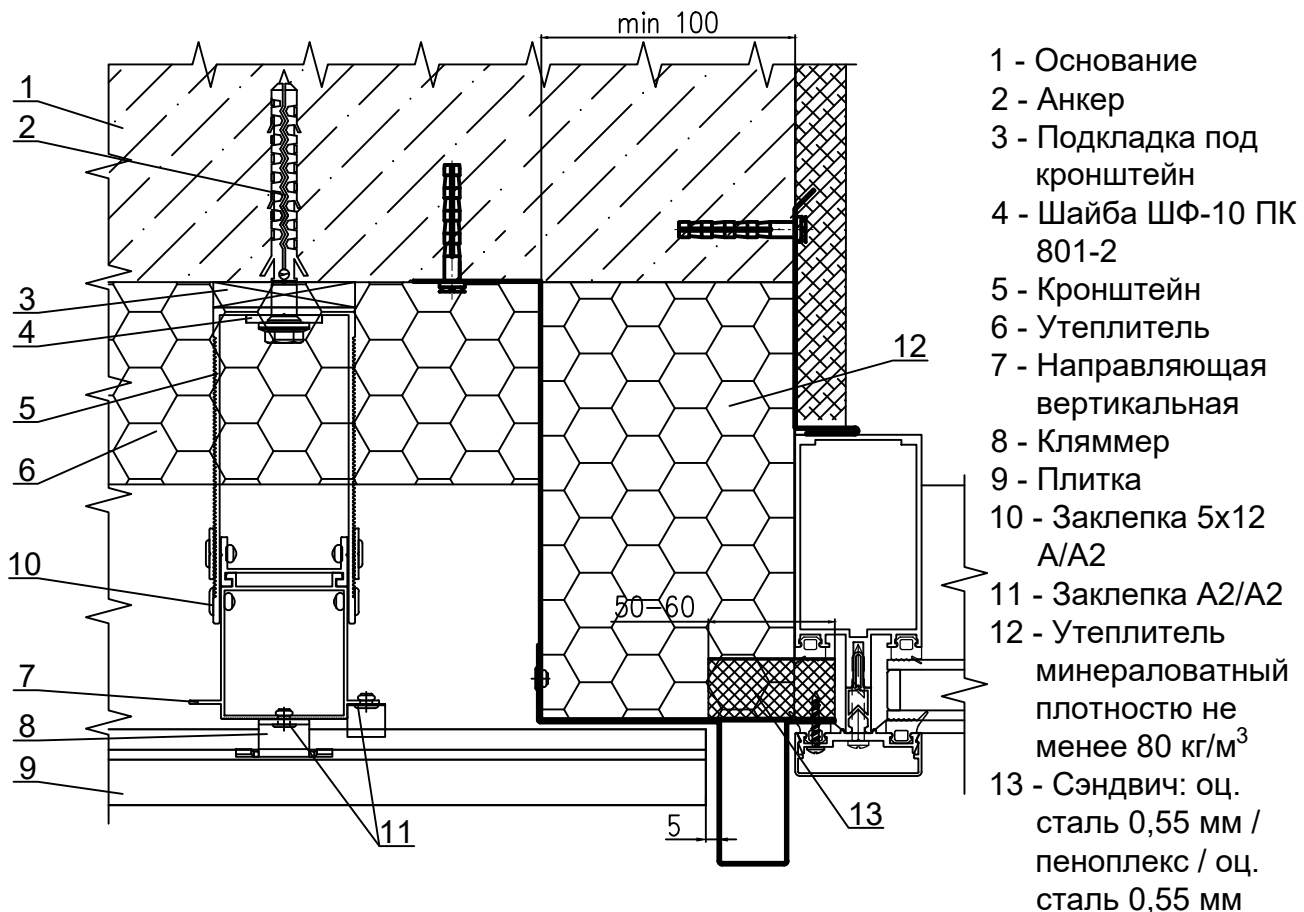 min 100
1
2
3
4
5
6
12
10
50-60
7
8
9
11
5
13
1 - Основание
2 - Анкер
3 - Подкладка под
кронштейн
4 - Шайба ШФ-10 ПК
801-2
5 - Кронштейн
6 - Утеплитель
7 - Направляющая
вертикальная
8 - Кляммер
9 - Плитка
10 - Заклепка 5х12
А/А2
11 - Заклепка А2/А2
12 - Утеплитель
минераловатный
плотностю не
менее 80 кг/м³
13 - Сэндвич: оц.
сталь 0,55 мм /
пеноплекс / оц.
сталь 0,55 мм